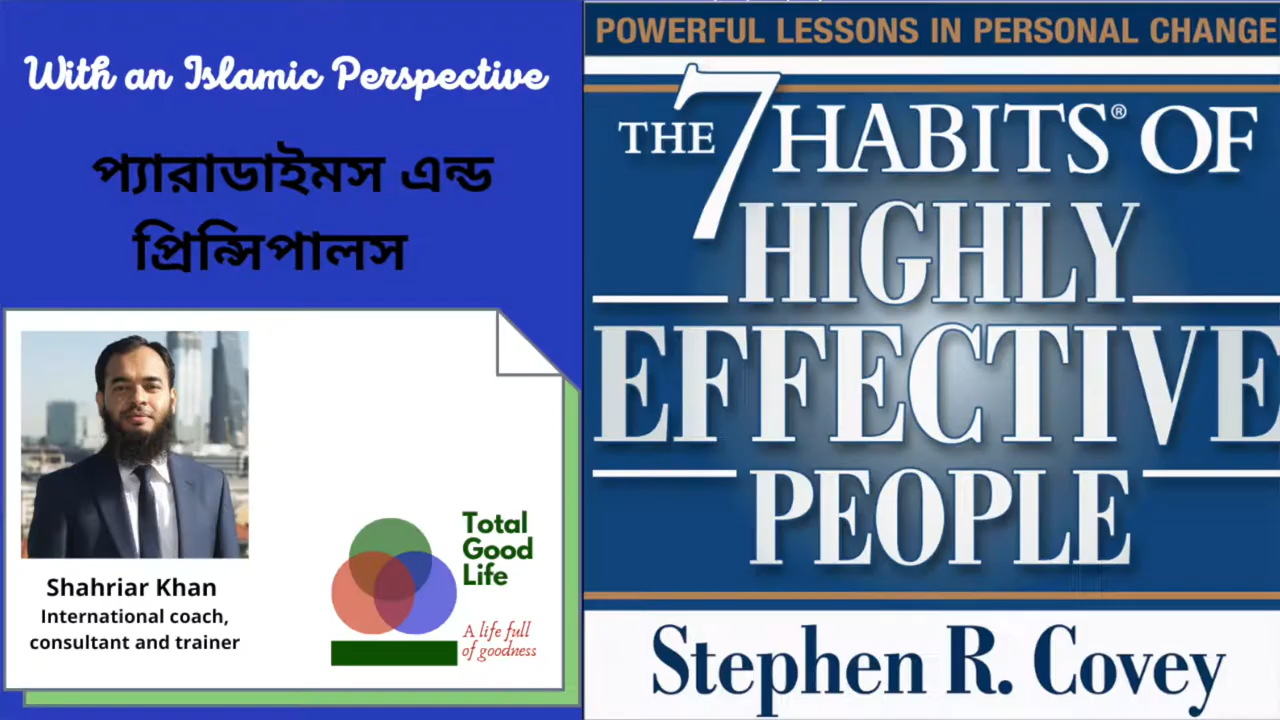 With an Islamic Perspective
প্যারাডাইমস এন্ড
প্রিন্সিপালস
Shahriar Khan
International coach,
consultant and trainer
Total
Good
Life
A life full
of goodness
POWERFUL LESSONS IN PERSONAL CHANGE
THE 7 HABITS® OF
HIGHLY
EFFECTIVE
PEOPLE
Stephen R. Covey